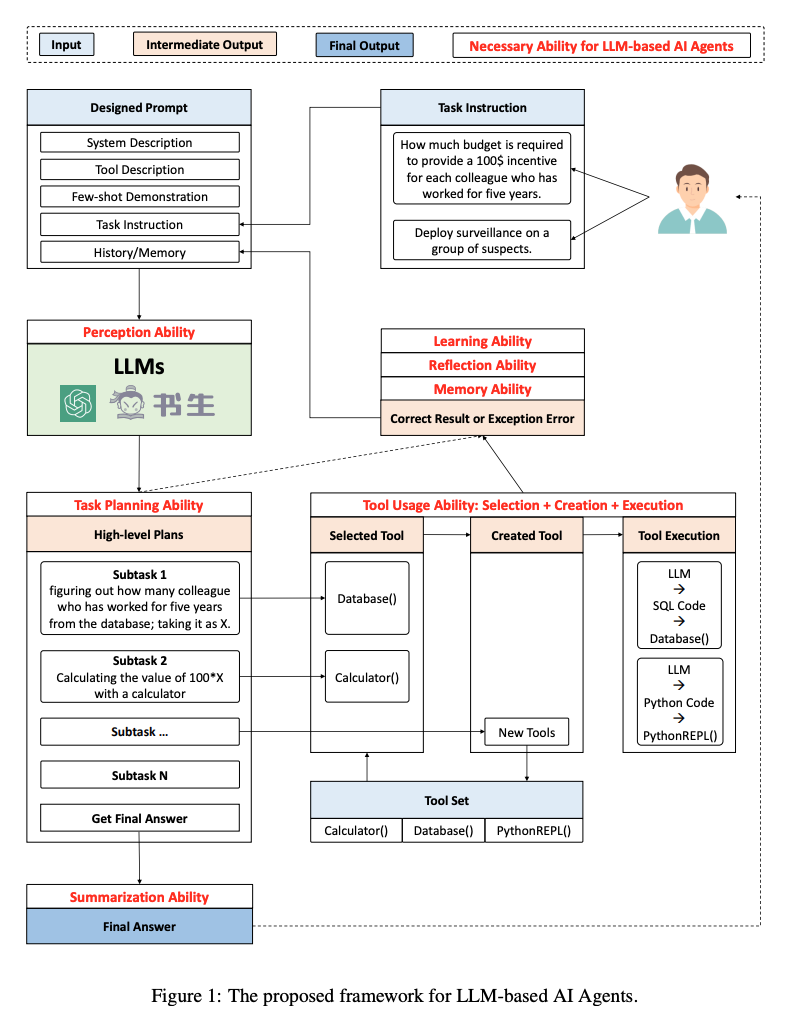 Input
Intermediate Output
Final Output
Necessary Ability for LLM-based AI Agents
Designed Prompt
System Description
Tool Description
Few-shot Demonstration
Task Instruction
History/Memory
Task Instruction
How much budget is required
to provide a 100$ incentive
for each colleague who has
worked for five years.
Deploy surveillance on a
group of suspects.
Perception Ability
LLMs
书生
Learning Ability
Reflection Ability
Memory Ability
Correct Result or Exception Error
Task Planning Ability
High-level Plans
Subtask 1
figuring out how many colleague
who has worked for five years
from the database; taking it as X.
Subtask 2
Calculating the value of 100*X
with a calculator
Subtask ...
Subtask N
Get Final Answer
Tool Usage Ability: Selection + Creation + Execution
Selected Tool
Database()
Calculator()
Created Tool
New Tools
Tool Execution
LLM
→
SQL Code
→
Database()
LLM
→
Python Code
→
PythonREPL()
Tool Set
Calculator()
Database()
PythonREPL()
Summarization Ability
Final Answer
Figure 1: The proposed framework for LLM-based AI Agents.